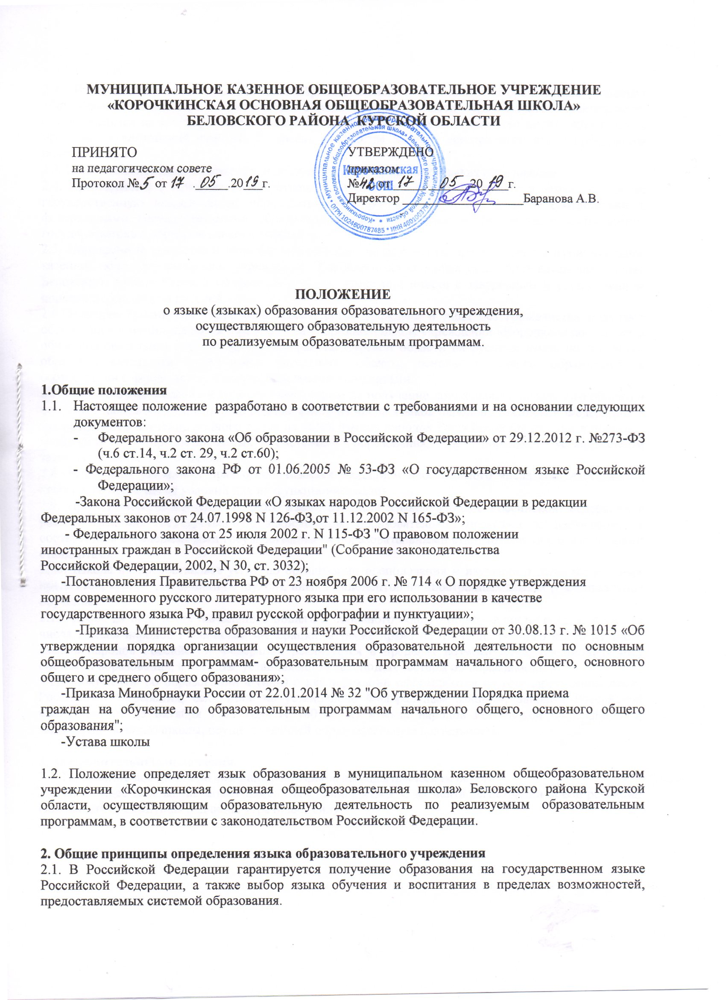 МУНИЦИПАЛЬНОЕ КАЗЕННОЕ ОБЩЕОБРАЗОВАТЕЛЬНОЕ УЧРЕЖДЕНИЕ
«КОРОЧКИНСКАЯ ОСНОВНАЯ ОБЩЕОБРАЗОВАТЕЛЬНАЯ ШКОЛА»
БЕЛОВСКОГО РАЙОНА КУРСКОЙ ОБЛАСТИ
ПРИНЯТО
на педагогическом совете
Протокол №5 от 17 .05.2019г.
УТВЕРЖДЕНО
приказом
№42 от 17.05.2019г.
Директор Баранова А.В.
Муниципальное казенное общеобразовательное учреждение
«Корочкинская основная общеобразовательная школа» Беловского района Курской области
ОГРН 1024600787485 * ИНН 4601003797
Корочкинская
ООШ
ПОЛОЖЕНИЕ
о языке (языках) образования образовательного учреждения,
осуществляющего образовательную деятельность
по реализуемым образовательным программам.
1.Общие положения
1.1. Настоящее положение разработано в соответствии с требованиями и на основании следующих
документов:
- Федерального закона «Об образовании в Российской Федерации» от 29.12.2012 г. №273-ФЗ
(ч.6 ст.14, ч.2 ст. 29, ч.2 ст.60);
- Федерального закона РФ от 01.06.2005 № 53-ФЗ «О государственном языке Российской
Федерации»;
-Закона Российской Федерации «О языках народов Российской Федерации в редакции
Федеральных законов от 24.07.1998 N 126-ФЗ,от 11.12.2002 N 165-ФЗ»;
- Федерального закона от 25 июля 2002 г. N 115-ФЗ "О правовом положении
иностранных граждан в Российской Федерации" (Собрание законодательства
Российской Федерации, 2002, N 30, ст. 3032);
-Постановления Правительства РФ от 23 ноября 2006 г. № 714 « О порядке утверждения
норм современного русского литературного языка при его использовании в качестве
государственного языка РФ, правил русской орфографии и пунктуации»;
-Приказа Министерства образования и науки Российской Федерации от 30.08.13 г. № 1015 «Об
утверждении порядка организации осуществления образовательной деятельности по основным
общеобразовательным программам- образовательным программам начального общего, основного
общего и среднего общего образования»;
-Приказа Минобрнауки России от 22.01.2014 № 32 "Об утверждении Порядка приема
граждан на обучение по образовательным программам начального общего, основного общего
образования";
-Устава школы
1.2. Положение определяет язык образования в муниципальном казенном общеобразовательном
учреждении «Корочкинская основная общеобразовательная школа» Беловского района Курской
области, осуществляющим образовательную деятельность по реализуемым образовательным
программам, в соответствии с законодательством Российской Федерации.
2. Общие принципы определения языка образовательного учреждения
2.1. В Российской Федерации гарантируется получение образования на государственном языке
Российской Федерации, а также выбор языка обучения и воспитания в пределах возможностей,
предоставляемых системой образования.